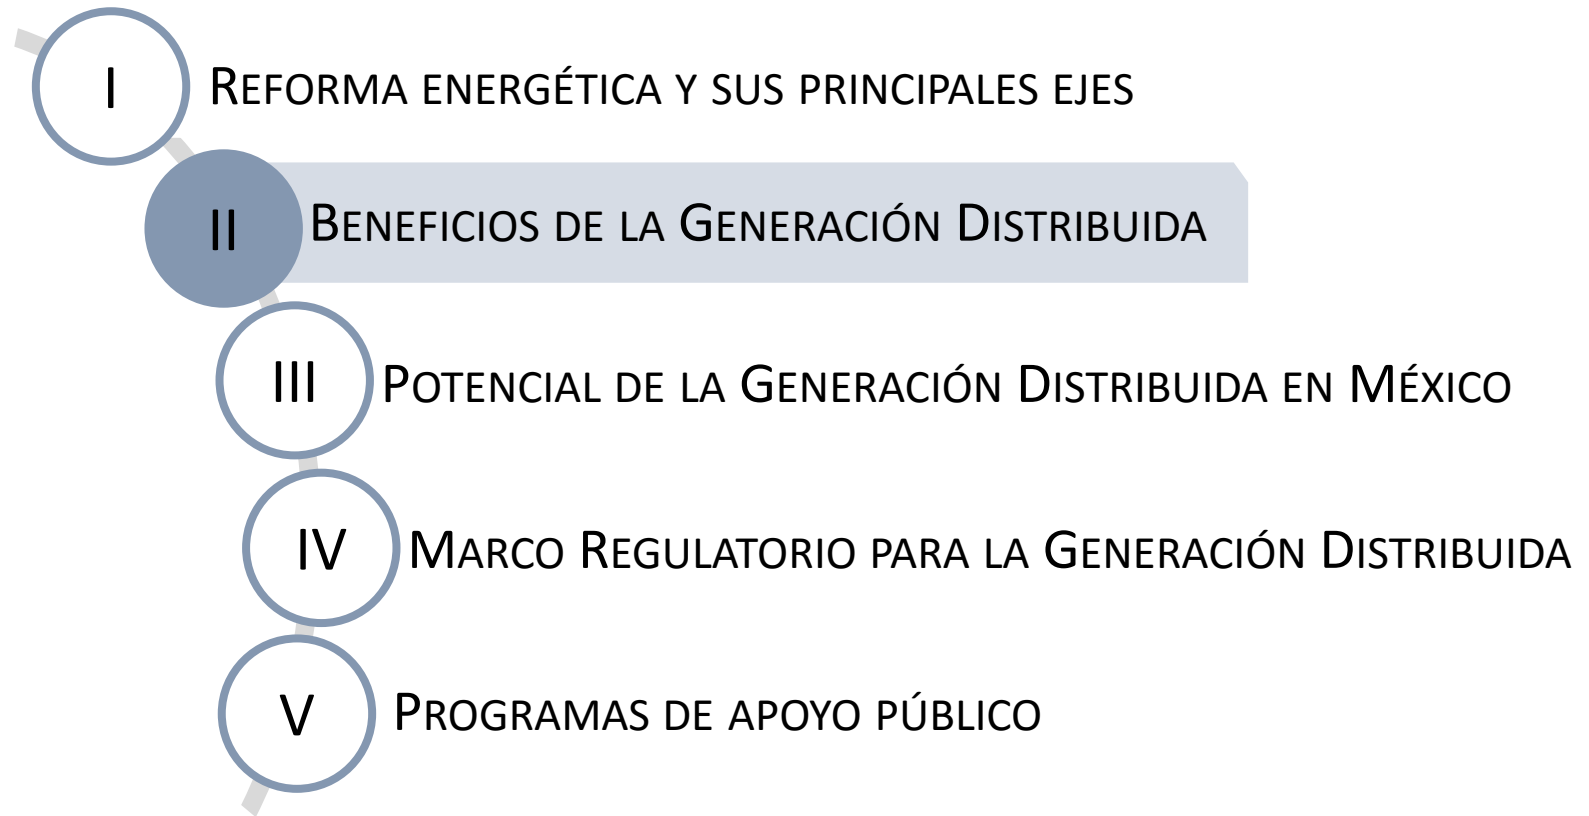 I REFORMA ENERGÉTICA Y SUS PRINCIPALES EJES
II BENEFICIOS DE LA GENERACIÓN DISTRIBUIDA
III POTENCIAL DE LA GENERACIÓN DISTRIBUIDA EN MÉXICO
IV MARCO REGULATORIO PARA LA GENERACIÓN DISTRIBUIDA
V PROGRAMAS DE APOYO PÚBLICO